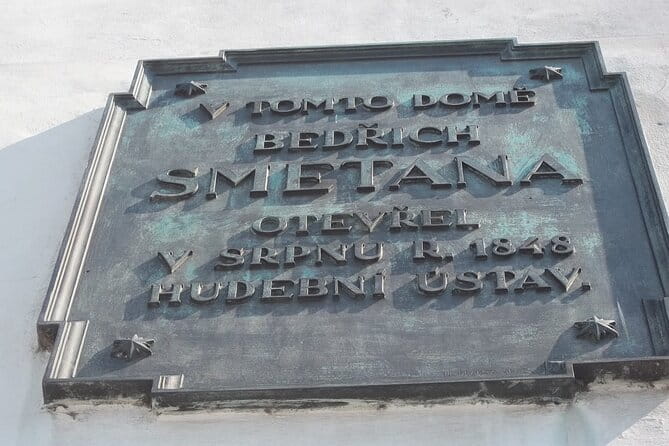 V TOMTO DOMĚ
BEDŘICH
SMETANA
OTEVŘEL
V SRPNU R. 1848
HUDEBNÍ ÚSTAV.